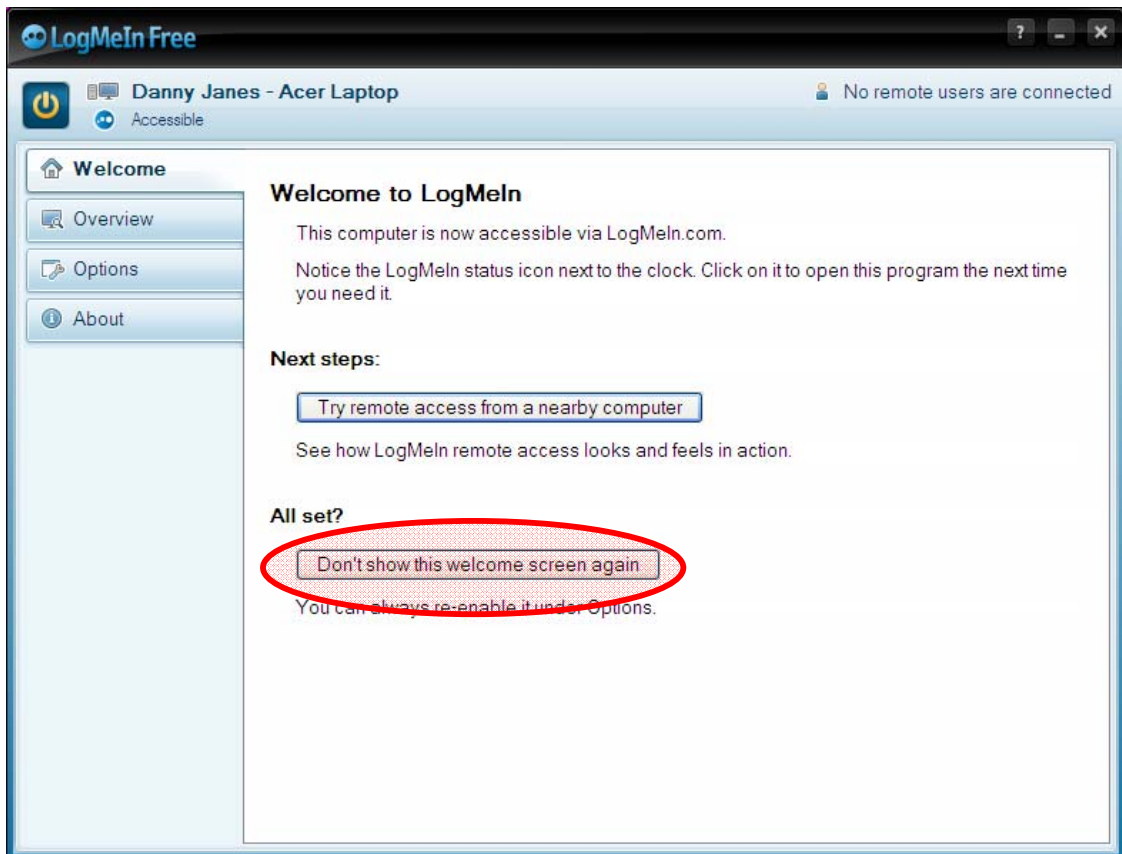 LogMeIn Free
?
Danny Janes - Acer Laptop
No remote users are connected
Accessible
Welcome
Overview
Options
About
Welcome to LogMeIn
This computer is now accessible via LogMeIn.com.
Notice the LogMeIn status icon next to the clock. Click on it to open this program the next time
you need it.
Next steps:
Try remote access from a nearby computer
See how LogMeIn remote access looks and feels in action.
All set?
Don't show this welcome screen again
You can always re-enable it under Options.